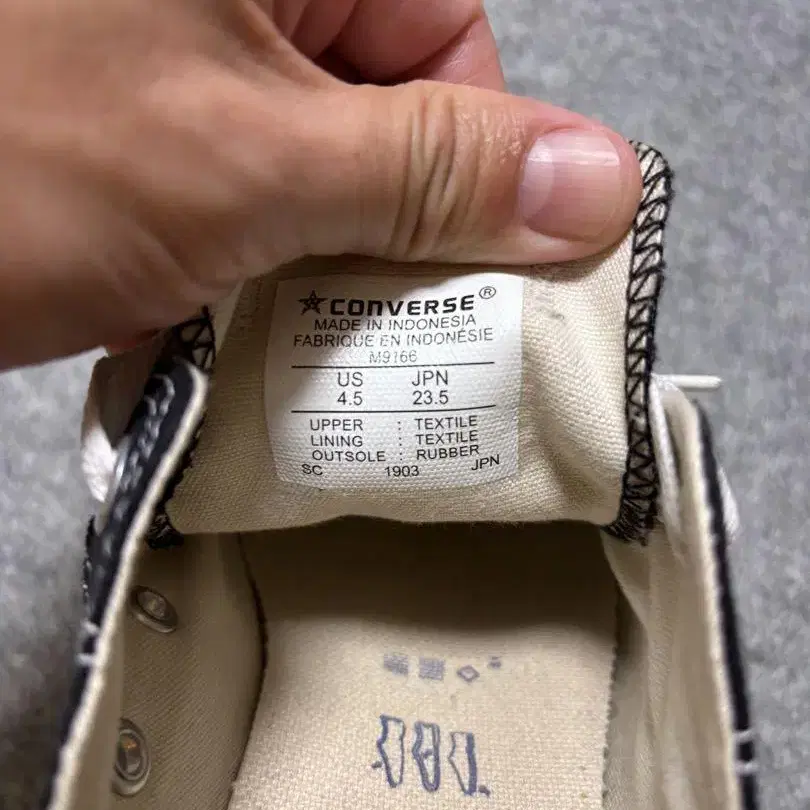 CONVERSE®
MADE IN INDONESIA
FABRIQUE EN INDONÉSIE
M9166
US JPN
4.5 23.5
UPPER : TEXTILE
LINING : TEXTILE
OUTSOLE : RUBBER
SC 1903 JPN